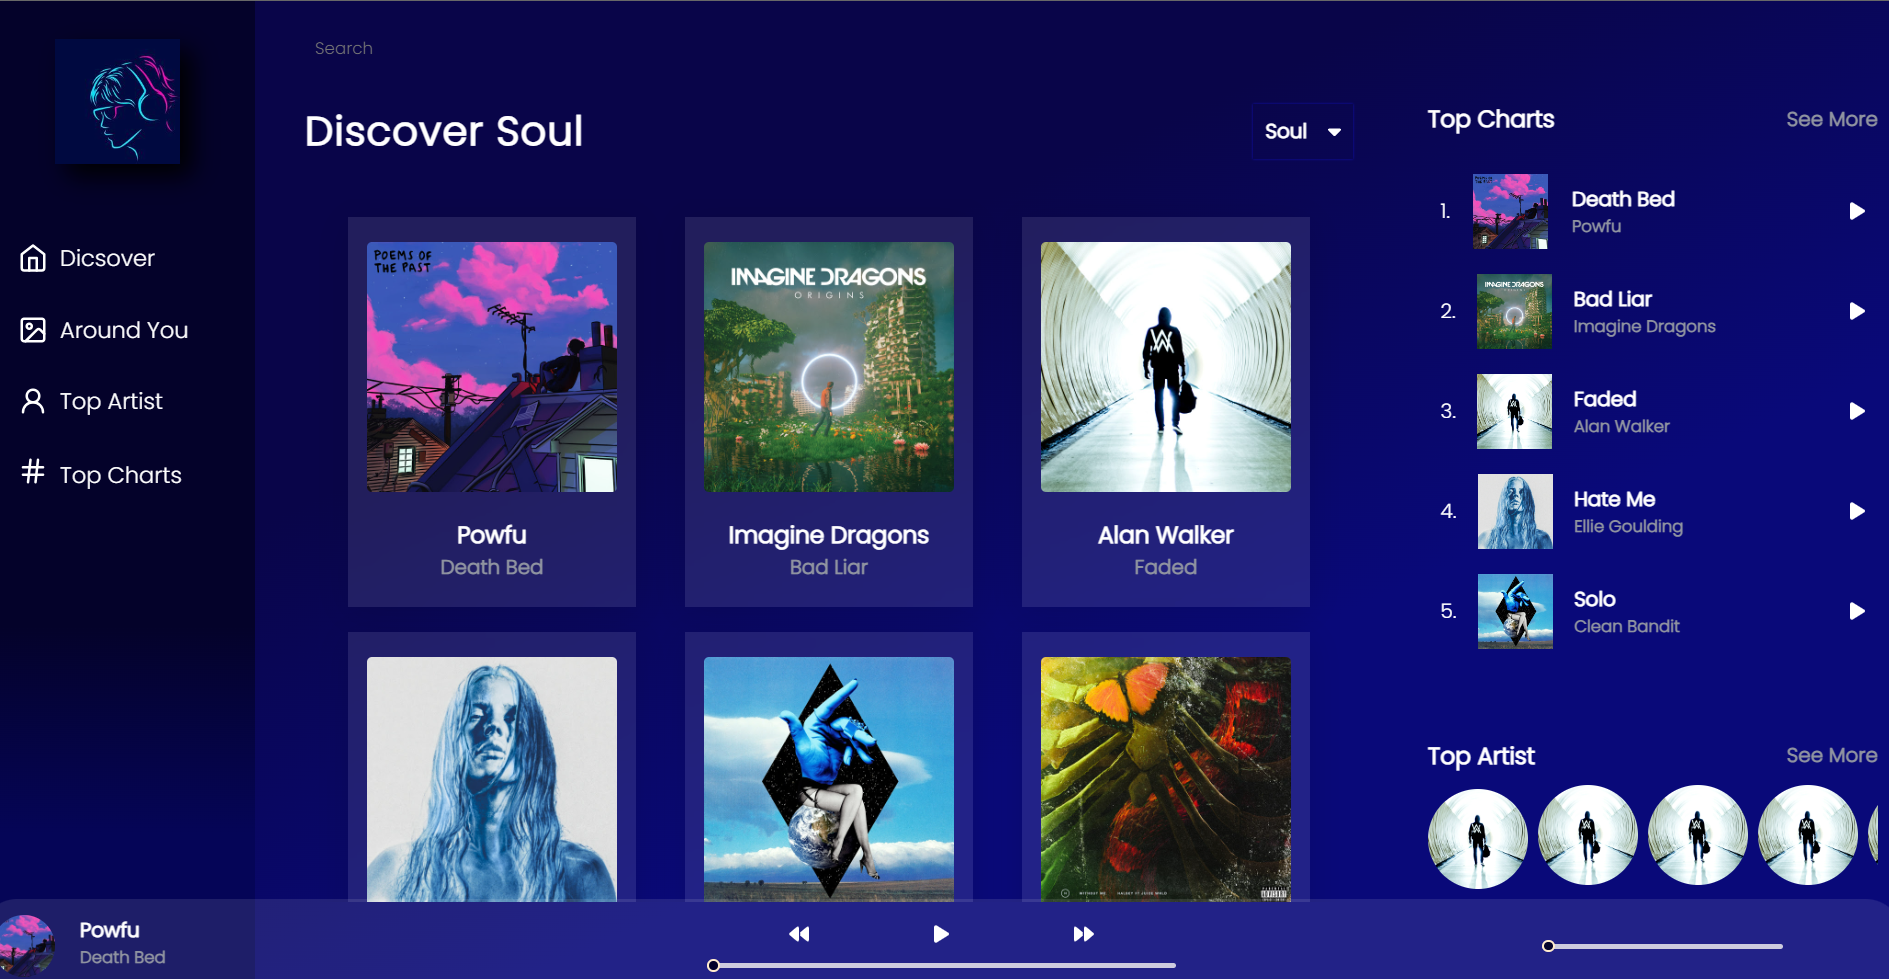 Search
Discover Soul
Soul
Dicsover
Around You
Top Artist
Top Charts
POEMS OF
THE PAST
Powfu
Death Bed
IMAGINE DRAGONS
ORIGINS
Imagine Dragons
Bad Liar
Alan Walker
Faded
Top Charts
See More
1.
Death Bed
Powfu
2.
IMAGINE DRAGONS
Bad Liar
Imagine Dragons
3.
Faded
Alan Walker
4.
Hate Me
Ellie Goulding
5.
Solo
Clean Bandit
Top Artist
See More
Powfu
Death Bed